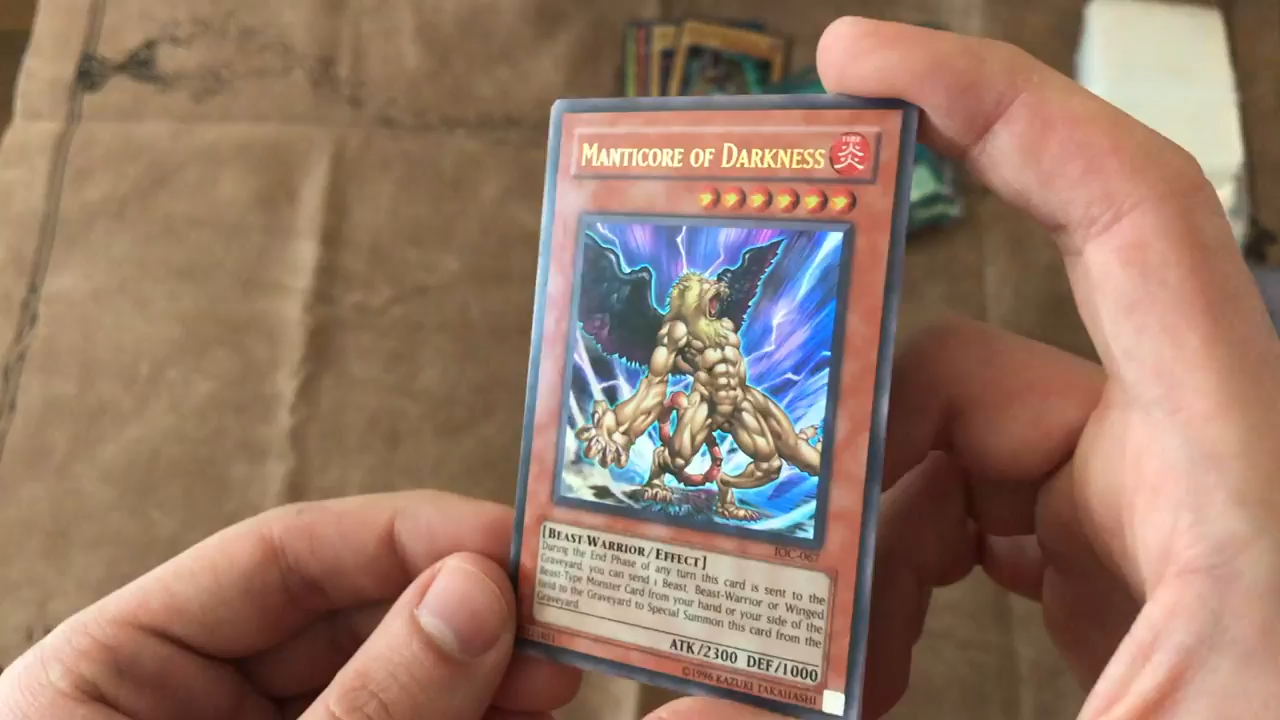 MANTICORE OF DARKNESS
FIRE
炎
IOC-067
[BEAST-WARRIOR/EFFECT]
During the End Phase of any turn this card is sent to the
Graveyard, you can send 1 Beast, Beast-Warrior or Winged
Beast-Type Monster Card from your hand or your side of the
field to the Graveyard to Special Summon this card from the
Graveyard.
ATK/2300 DEF/1000
©1996 KAZUKI TAKAHASHI